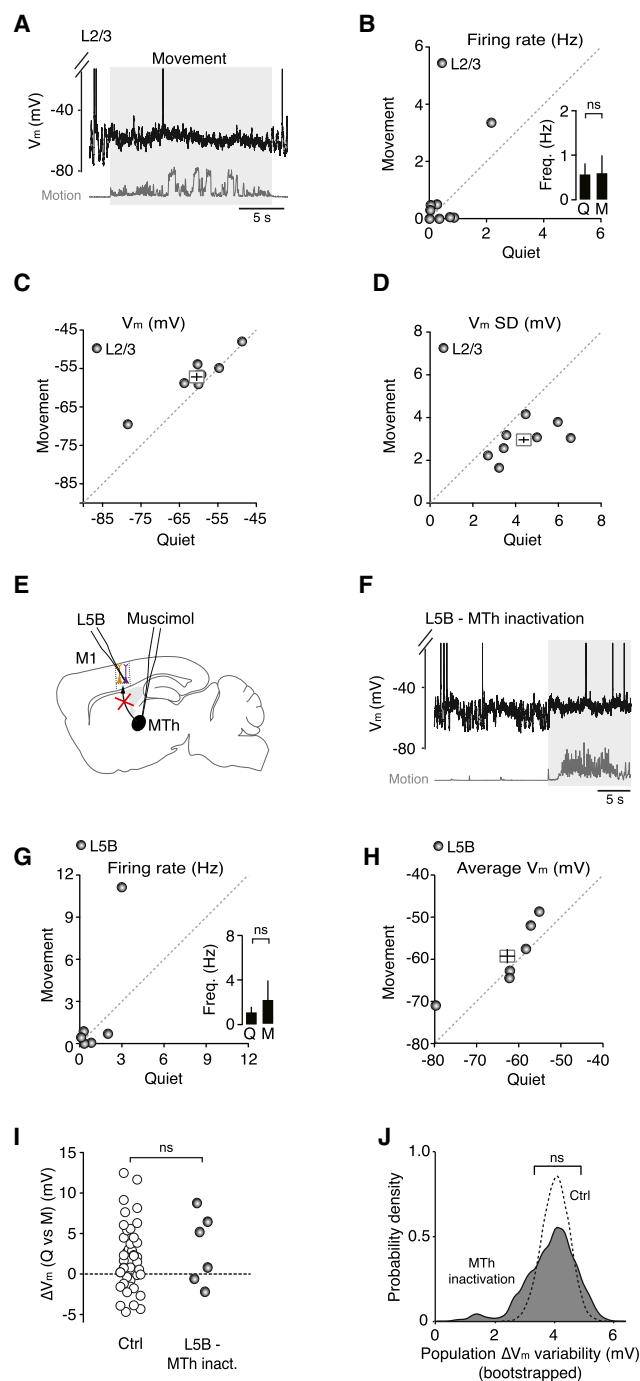 A
L2/3
Movement
-40
Vm (mV)
-80
Motion
5 s
B
Firing rate (Hz)
6
L2/3
4
Movement
2
0
0 2 4 6
Quiet
2
ns
Freq. (Hz)
1
0
Q M
C
Vm (mV)
-45
L2/3
-55
Movement
-65
-75
-85
-85 -75 -65 -55 -45
Quiet
D
Vm SD (mV)
8
L2/3
6
Movement
4
2
0
0 2 4 6 8
Quiet
E
L5B Muscimol
M1
MTh
F
L5B - MTh inactivation
-40
Vm (mV)
-80
Motion
5 s
G
L5B
Firing rate (Hz)
12
9
Movement
6
3
0
0 3 6 9 12
Quiet
8
ns
Freq. (Hz)
4
0
Q M
H
L5B
Average Vm (mV)
-40
-50
Movement
-60
-70
-80
-80 -70 -60 -50 -40
Quiet
I
15
ns
10
ΔVm (Q vs M) (mV)
5
0
-5
Ctrl
L5B -
MTh inact.
J
1.0
ns
Ctrl
Probability density
0.5
MTh
inactivation
0
0 2 4 6
Population ΔVm variability (mV)
(bootstrapped)